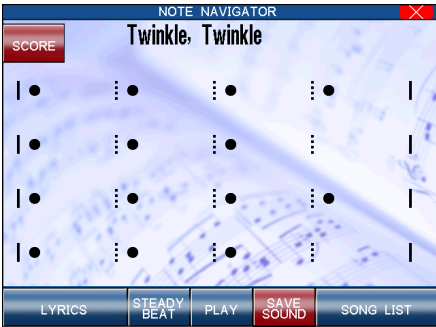 NOTE NAVIGATOR
SCORE
Twinkle, Twinkle
LYRICS
STEADY
BEAT
PLAY
SAVE
SOUND
SONG LIST